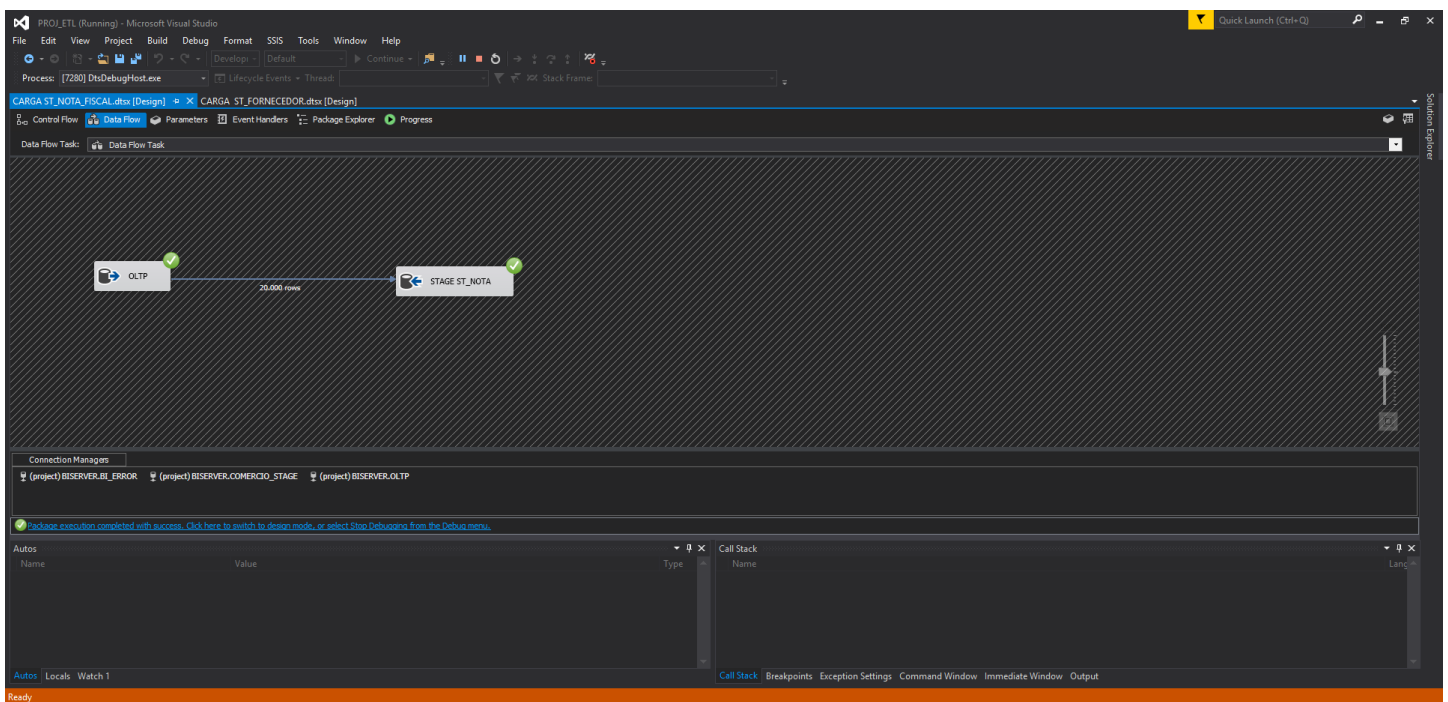 PROJ_ETL (Running) - Microsoft Visual Studio
Quick Launch (Ctrl+Q)
File Edit View Project Build Debug Format SSIS Tools Window Help
Develop Default Continue
Process: [7280] DtsDebugHost.exe Lifecycle Events Thread: Stack Frame:
CARGA ST_NOTA_FISCAL.dtsx [Design] CARGA ST_FORNECEDOR.dtsx [Design]
Solution Explorer
Control Flow Data Flow Parameters Event Handlers Package Explorer Progress
Data Flow Task: Data Flow Task
OLTP
20.000 rows
STAGE ST_NOTA
Connection Managers
(project) BISERVER.BI_ERROR (project) BISERVER.COMERCIO_STAGE (project) BISERVER.OLTP
Package execution completed with success. Click here to switch to design mode, or select Stop Debugging from the Debug menu.
Autos
Name Value Type
Call Stack
Name Lang
Autos Locals Watch 1
Call Stack Breakpoints Exception Settings Command Window Immediate Window Output
Ready